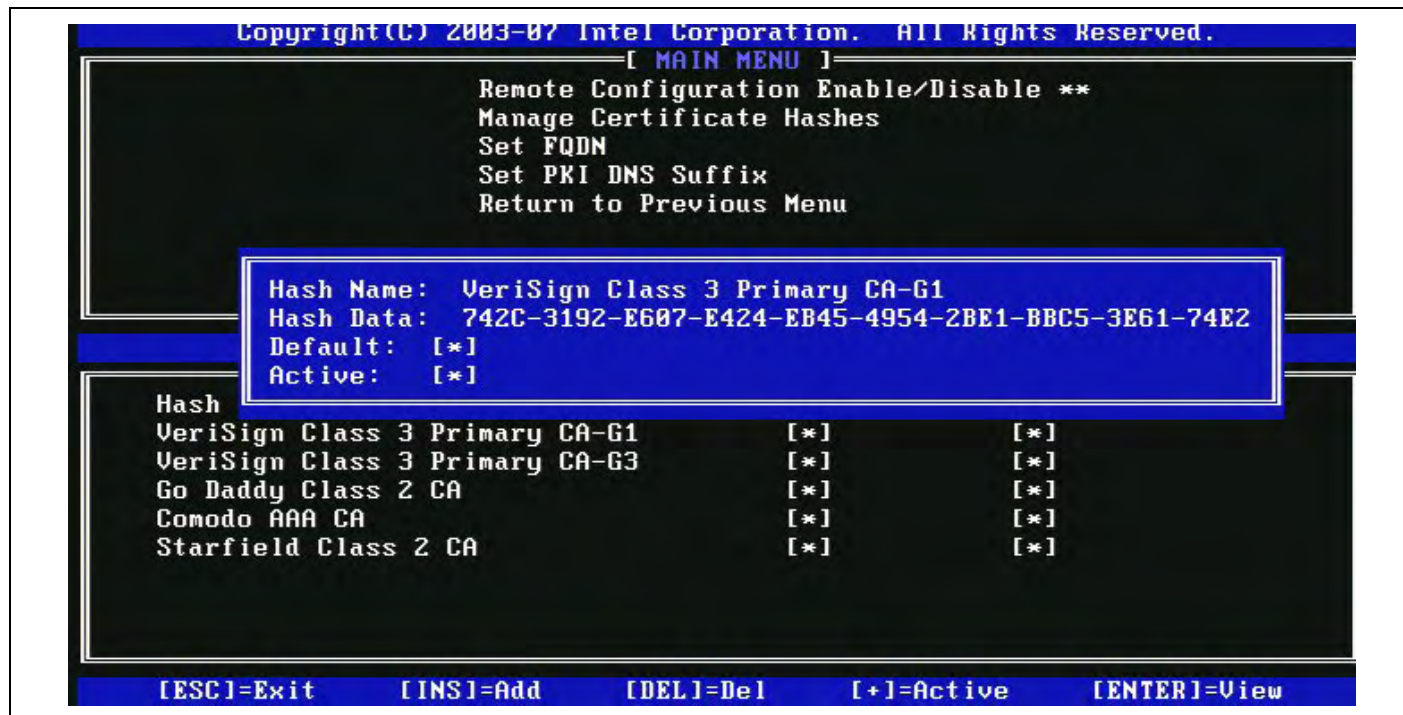 Copyright(C) 2003-07 Intel Corporation. All Rights Reserved.
[ MAIN MENU ]
Remote Configuration Enable/Disable **
Manage Certificate Hashes
Set FQDN
Set PKI DNS Suffix
Return to Previous Menu
Hash Name: VeriSign Class 3 Primary CA-G1
Hash Data: 742C-3192-E607-E424-EB45-4954-2BE1-BBC5-3E61-74E2
Default: [*]
Active: [*]
Hash
VeriSign Class 3 Primary CA-G1 [*] [*]
VeriSign Class 3 Primary CA-G3 [*] [*]
Go Daddy Class 2 CA [*] [*]
Comodo AAA CA [*] [*]
Starfield Class 2 CA [*] [*]
[ESC]=Exit [INS]=Add [DEL]=Del [+]=Active [ENTER]=View